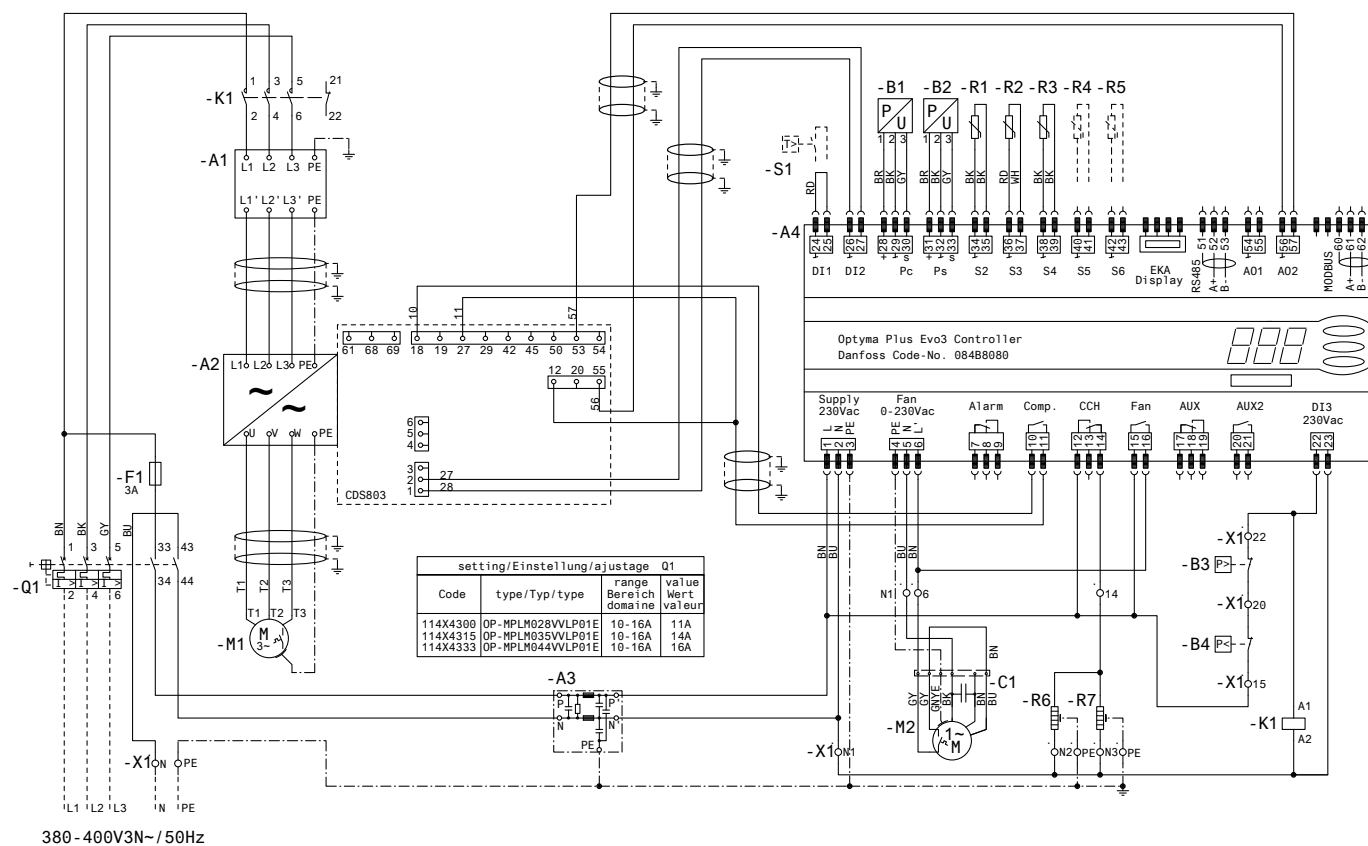 1 3 5 21
-K1
2 4 6 22
-A1
L1 L2 L3 PE
L1' L2' L3' PE
-A2
L1 L2 L3 PE
~
~
U V W PE
-F1
3A
BN BK GY BU
1 3 5 33 43
-Q1
I> I> I>
2 4 6 34 44
T1 T2 T3
T1 T2 T3
-M1
M
3~
-X1 N PE
L1 L2 L3 N PE
380-400V3N~/50Hz
10 11 57
61 68 69 18 19 27 29 42 45 50 53 54
12 20 55
56
6
5
4
3
2
1
27
28
CDS803
setting/Einstellung/ajustage Q1
Code type/Typ/type range Bereich domaine value Wert valeur
114X4300 OP-MPLM028VVLP01E 10-16A 11A
114X4315 OP-MPLM035VVLP01E 10-16A 14A
114X4333 OP-MPLM044VVLP01E 10-16A 16A
-A3
P P'
N N'
PE
-S1
T>
RD
-B1 -B2 -R1 -R2 -R3 -R4 -R5
P U P U
1 2 3 1 2 3
BR BK GY BR BK GY BK BK RD WH BK BK
-A4
24 25 26 27 28 29 30 31 32 33 34 35 36 37 38 39 40 41 42 43 51 52 53 54 55 56 57 60 61 62
+ - s + - s
DI1 DI2 Pc Ps S2 S3 S4 S5 S6
EKA
Display
RS485 A+ B-
AO1 AO2
MODBUS A+ B-
Optyma Plus Evo3 Controller
Danfoss Code-No. 084B8080
Supply
230Vac
Fan
0-230Vac
Alarm Comp. CCH Fan AUX AUX2
DI3
230Vac
L N PE PE N L'
1 2 3 4 5 6 7 8 9 10 11 12 13 14 15 16 17 18 19 20 21 22 23
BN BU BU BN
N1 6 14
-C1
BN
GY GY GNYE BK BN BU
-M2
1~
M
-X1 N1
-R6 -R7
N2 PE N3 PE
-X1 22
-B3 P>
-X1 20
-B4 P<
-X1 15
-K1
A1
A2